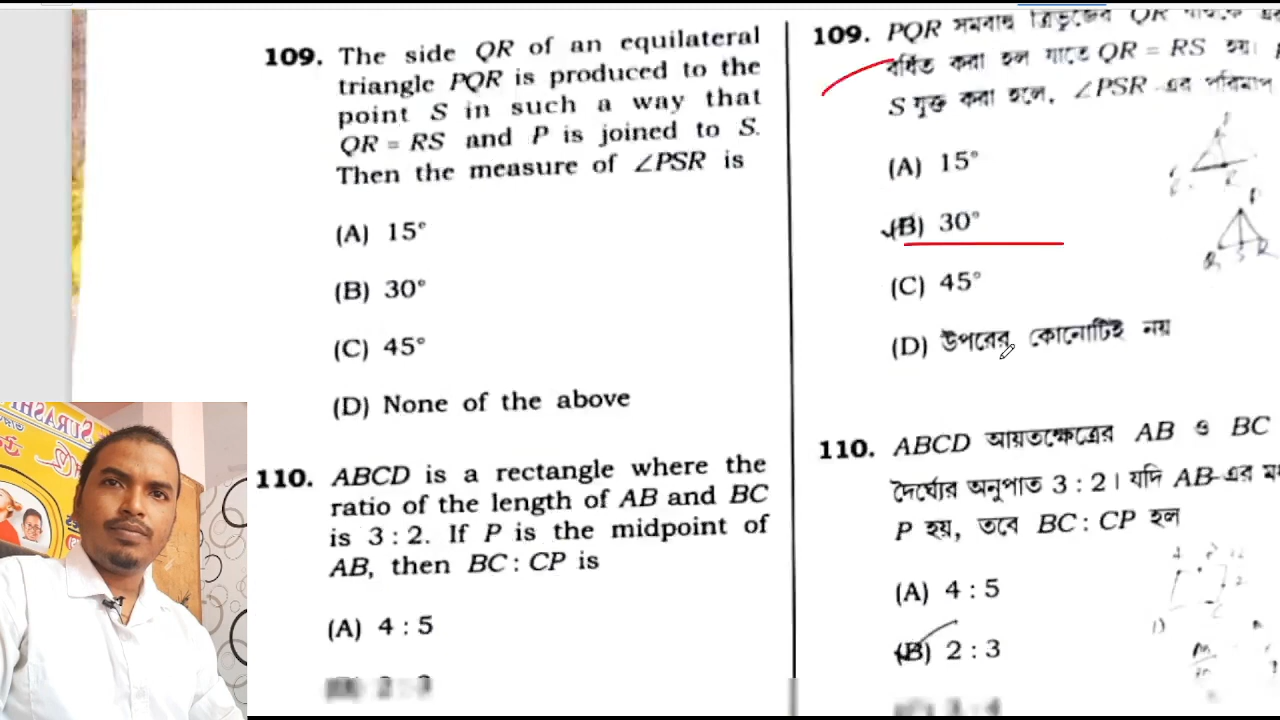 109. The side QR of an equilateral
triangle PQR is produced to the
point S in such a way that
QR = RS and P is joined to S.
Then the measure of ∠PSR is
(A) 15°
(B) 30°
(C) 45°
(D) None of the above
110. ABCD is a rectangle where the
ratio of the length of AB and BC
is 3 : 2. If P is the midpoint of
AB, then BC : CP is
(A) 4 : 5
(B) 2 : 3
109. PQR সমবাহু ত্রিভুজের QR
বর্ধিত করা হল যাতে QR = RS হয়।
S যুক্ত করা হলে, ∠PSR-এর পরিমাপ
(A) 15°
(B) 30°
(C) 45°
(D) উপরের কোনোটিই নয়
110. ABCD আয়তক্ষেত্রের AB ও BC
দৈর্ঘ্যের অনুপাত 3 : 2। যদি AB-এর
P হয়, তবে BC : CP হল
(A) 4 : 5
(B) 2 : 3
SURASH